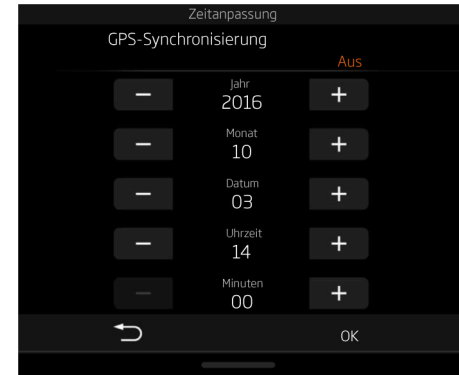 Zeitanpassung
GPS-Synchronisierung
Aus
Jahr
2016
Monat
10
Datum
03
Uhrzeit
14
Minuten
00
OK